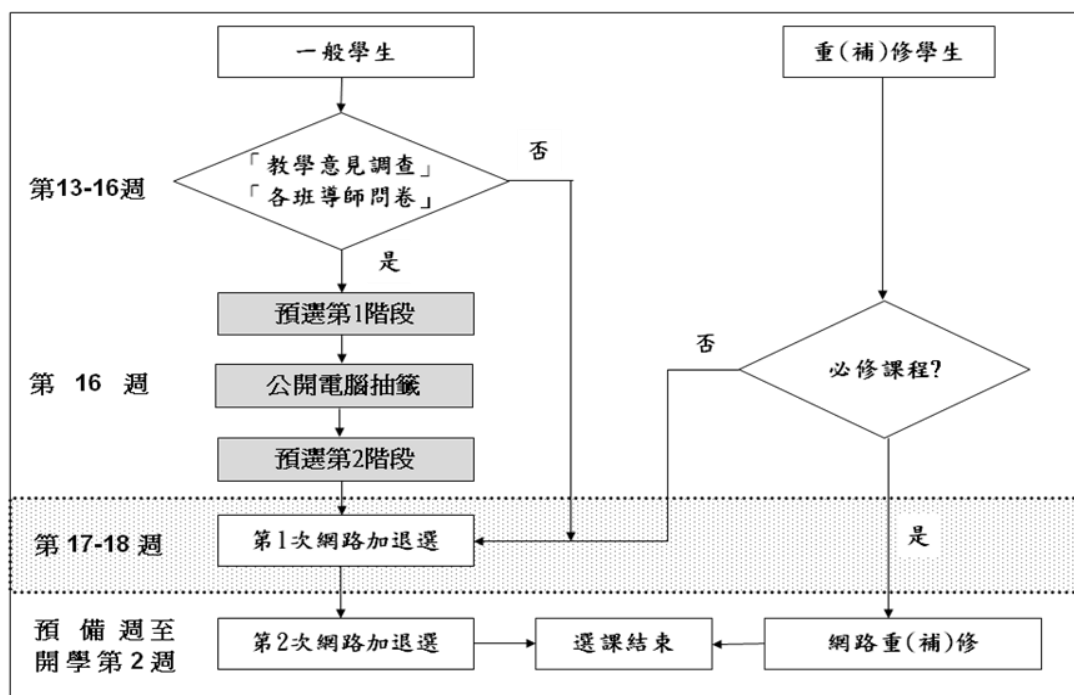 一般學生
重(補)修學生
「教學意見調查」
「各班導師問卷」
否
第13-16週
是
預選第1階段
否
第 16 週
公開電腦抽籤
必修課程?
預選第2階段
第 17-18 週
第1次網路加退選
是
預 備 週 至
開 學 第 2 週
第2次網路加退選
選課結束
網路重(補)修